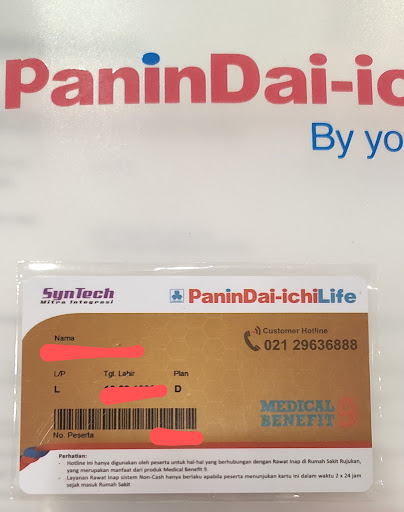 PaninDai-ic
By yo
SynTech
Mitra Integrasi
PaninDai-ichiLife
Customer Hotline
021 29636888
Nama
L/P Tgl. Lahir Plan
L D
MEDICAL
BENEFIT 9
No. Peserta
Perhatian:
- Hotline ini hanya digunakan oleh peserta untuk hal-hal yang berhubungan dengan Rawat Inap di Rumah Sakit Rujukan,
yang merupakan manfaat dari produk Medical Benefit 9.
- Layanan Rawat Inap sistem Non-Cash hanya berlaku apabila peserta menunjukan kartu ini dalam waktu 2 x 24 jam
sejak masuk Rumah Sakit